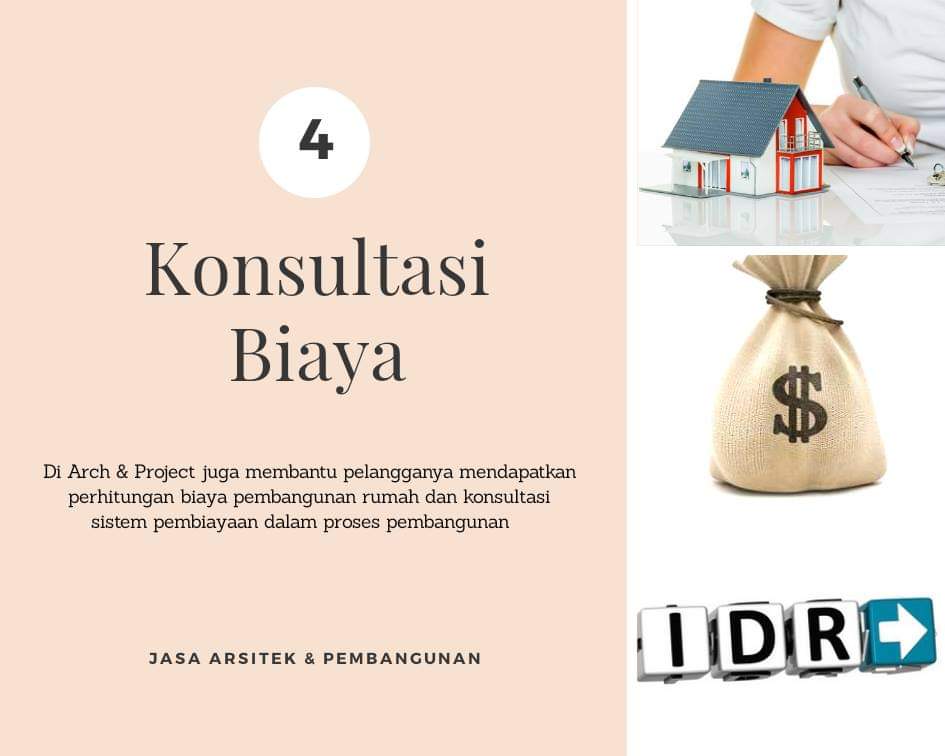 4
Konsultasi
Biaya
Di Arch & Project juga membantu pelangganya mendapatkan
perhitungan biaya pembangunan rumah dan konsultasi
sistem pembiayaan dalam proses pembangunan
JASA ARSITEK & PEMBANGUNAN
$
IDR